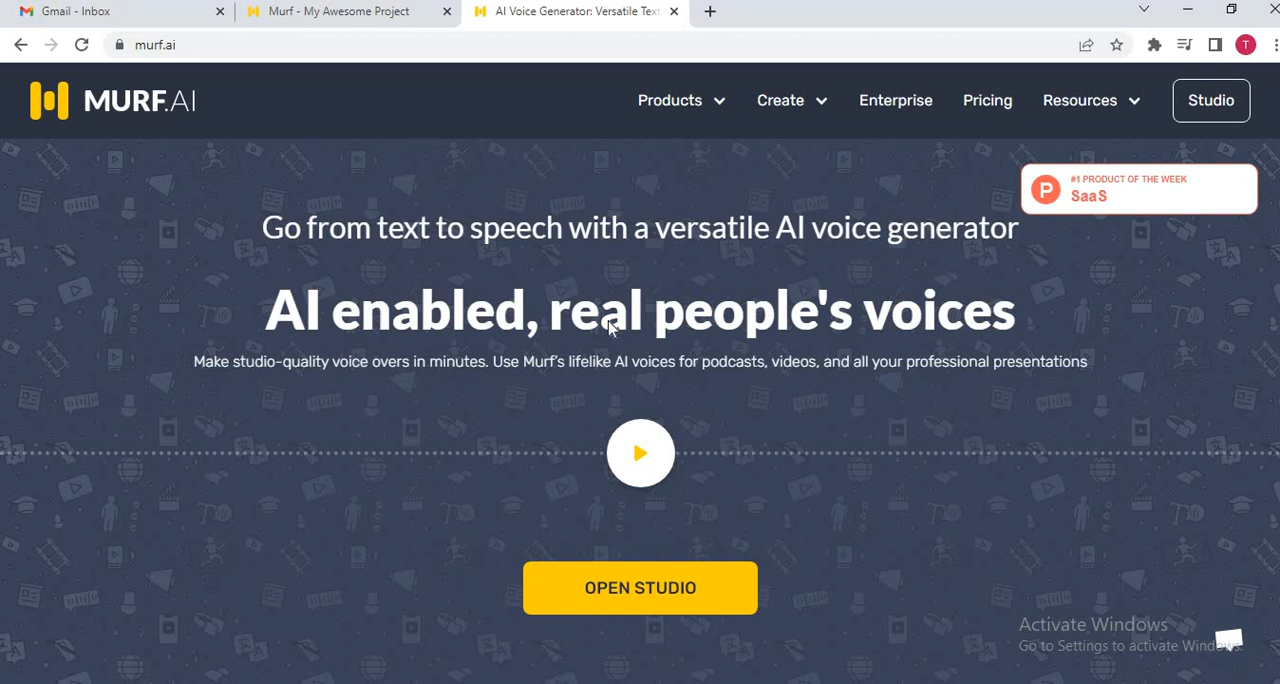 Gmail - Inbox
Murf - My Awesome Project
AI Voice Generator: Versatile Text
murf.ai
T
MURF.AI
Products
Create
Enterprise
Pricing
Resources
Studio
P
#1 PRODUCT OF THE WEEK
SaaS
Go from text to speech with a versatile AI voice generator
AI enabled, real people's voices
Make studio-quality voice overs in minutes. Use Murf's lifelike AI voices for podcasts, videos, and all your professional presentations
OPEN STUDIO
Activate Windows
Go to Settings to activate Windows.